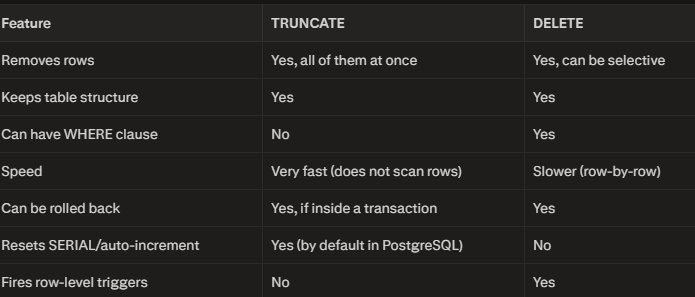 Feature TRUNCATE DELETE
Removes rows Yes, all of them at once Yes, can be selective
Keeps table structure Yes Yes
Can have WHERE clause No Yes
Speed Very fast (does not scan rows) Slower (row-by-row)
Can be rolled back Yes, if inside a transaction Yes
Resets SERIAL/auto-increment Yes (by default in PostgreSQL) No
Fires row-level triggers No Yes